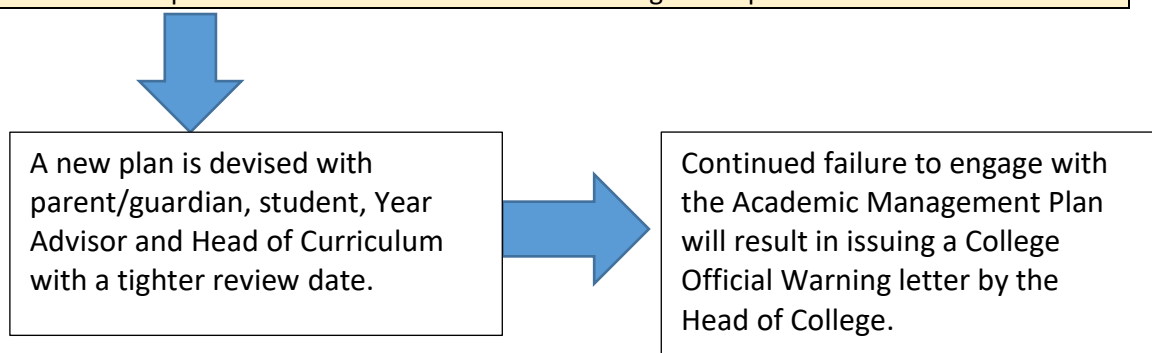 A new plan is devised with
parent/guardian, student, Year
Advisor and Head of Curriculum
with a tighter review date.
Continued failure to engage with
the Academic Management Plan
will result in issuing a College
Official Warning letter by the
Head of College.